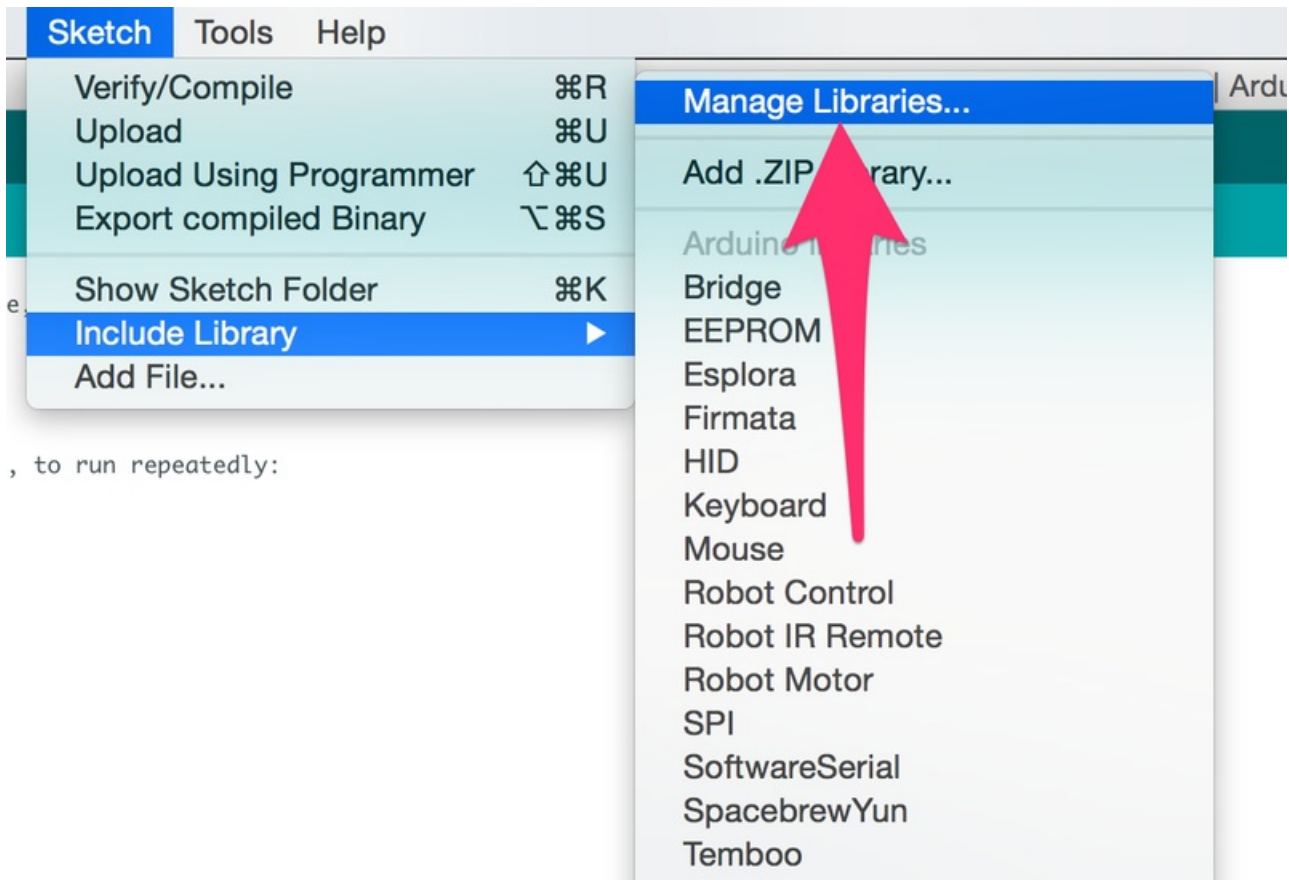 Sketch Tools Help
Verify/Compile ⌘R
Upload ⌘U
Upload Using Programmer ⇧⌘U
Export compiled Binary ⌥⌘S
Show Sketch Folder ⌘K
Include Library ▶
Add File...
Manage Libraries...
Add .ZIP
Arduino
Bridge
EEPROM
Esplora
Firmata
HID
Keyboard
Mouse
Robot Control
Robot IR Remote
Robot Motor
SPI
SoftwareSerial
SpacebrewYun
Temboo
, to run repeatedly: